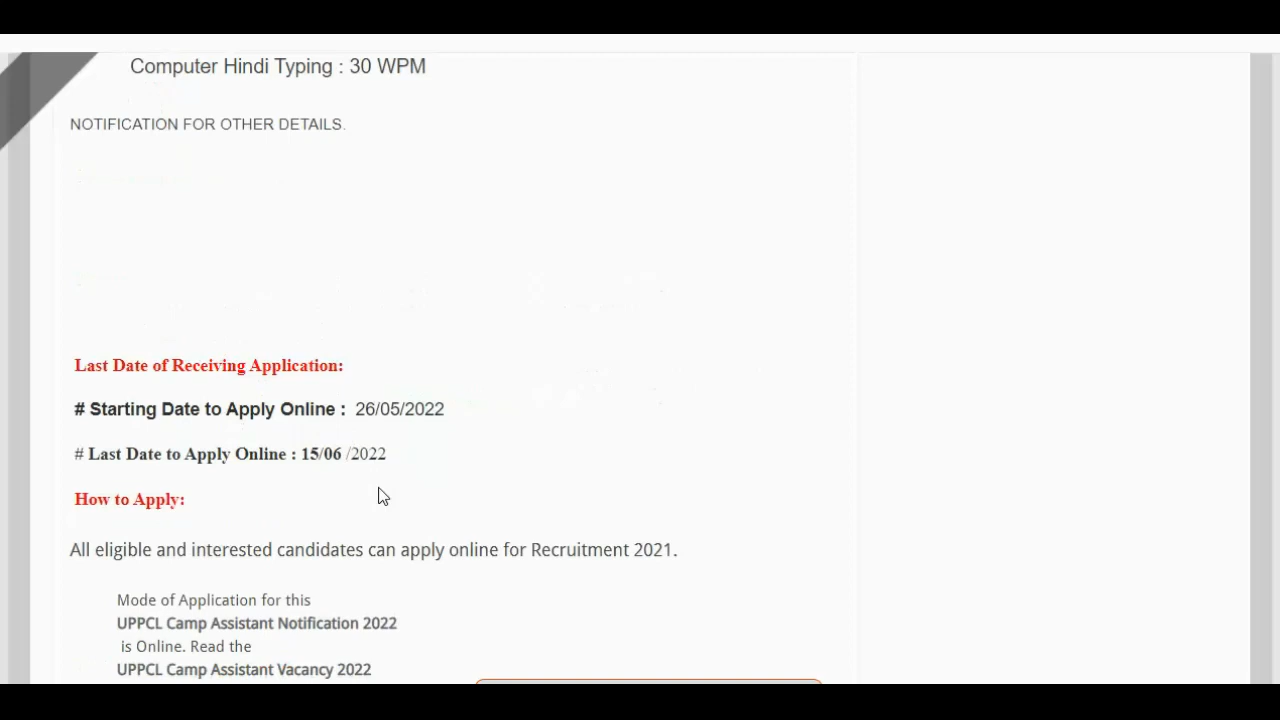 Computer Hindi Typing : 30 WPM
NOTIFICATION FOR OTHER DETAILS.
Last Date of Receiving Application:
# Starting Date to Apply Online : 26/05/2022
# Last Date to Apply Online : 15/06 /2022
How to Apply:
All eligible and interested candidates can apply online for Recruitment 2021.
Mode of Application for this
UPPCL Camp Assistant Notification 2022
is Online. Read the
UPPCL Camp Assistant Vacancy 2022